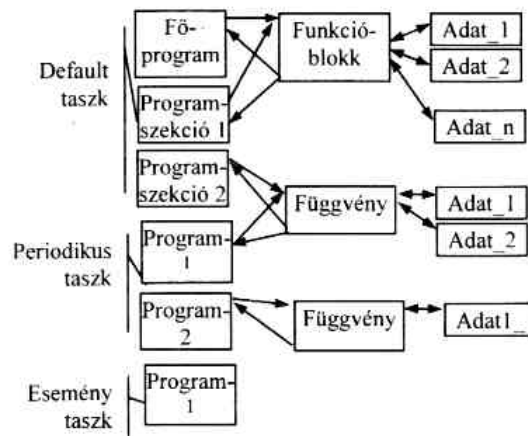 Fő-
program
Funkció-
blokk
Adat_1
Adat_2
Adat_n
Default
taszk
Program-
szekció 1
Program-
szekció 2
Függvény
Adat_1
Adat_2
Periodikus
taszk
Program-
1
Program-
2
Függvény
Adat1_
Esemény
taszk
Program-
1